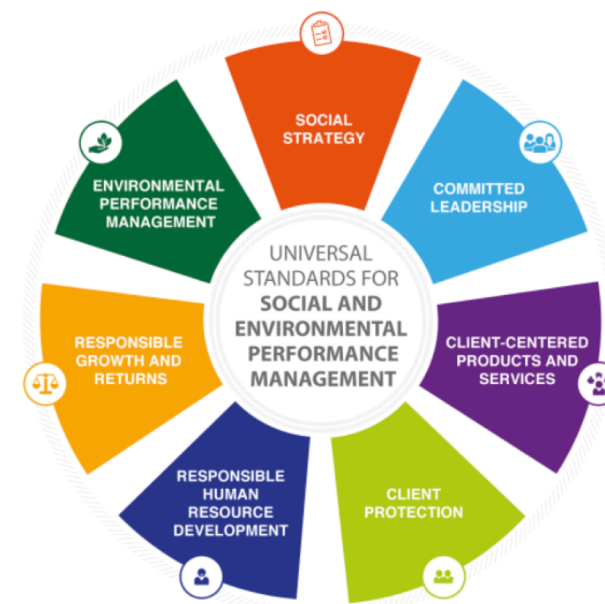 SOCIAL
STRATEGY
COMMITTED
LEADERSHIP
CLIENT-CENTERED
PRODUCTS AND
SERVICES
CLIENT
PROTECTION
RESPONSIBLE
HUMAN
RESOURCE
DEVELOPMENT
RESPONSIBLE
GROWTH AND
RETURNS
ENVIRONMENTAL
PERFORMANCE
MANAGEMENT
UNIVERSAL
STANDARDS FOR
SOCIAL AND
ENVIRONMENTAL
PERFORMANCE
MANAGEMENT